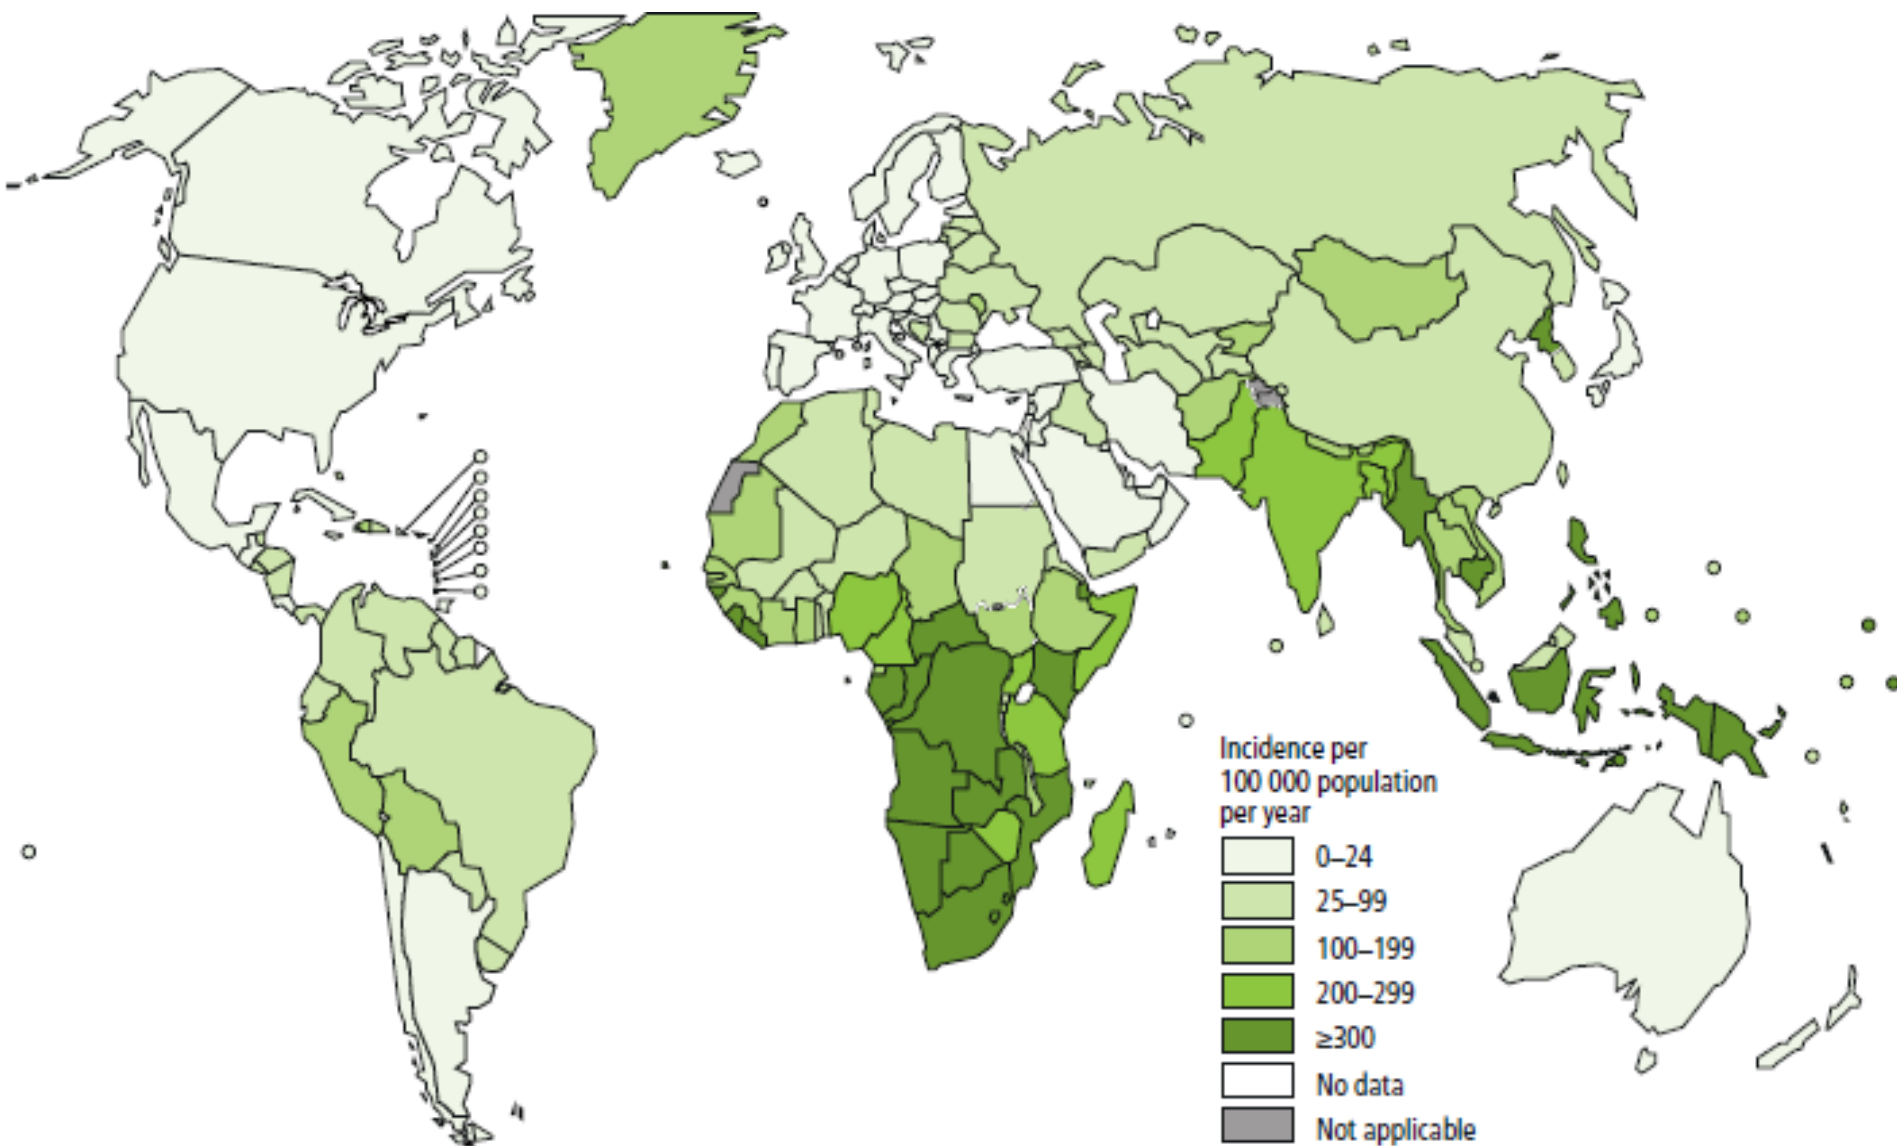 Incidence per
100 000 population
per year
0–24
25–99
100–199
200–299
≥300
No data
Not applicable